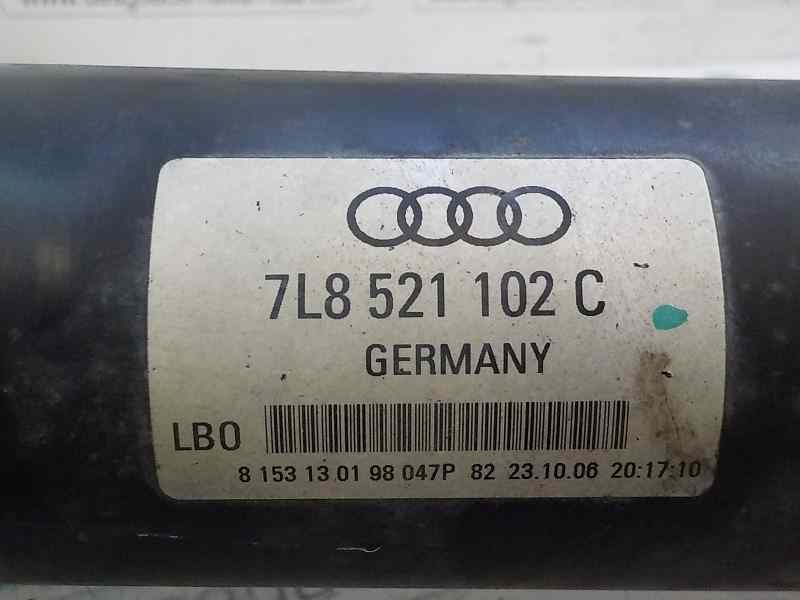 7L8 521 102 C
GERMANY
LBO
8 153 13 01 98 047P 82 23.10.06 20:17:10